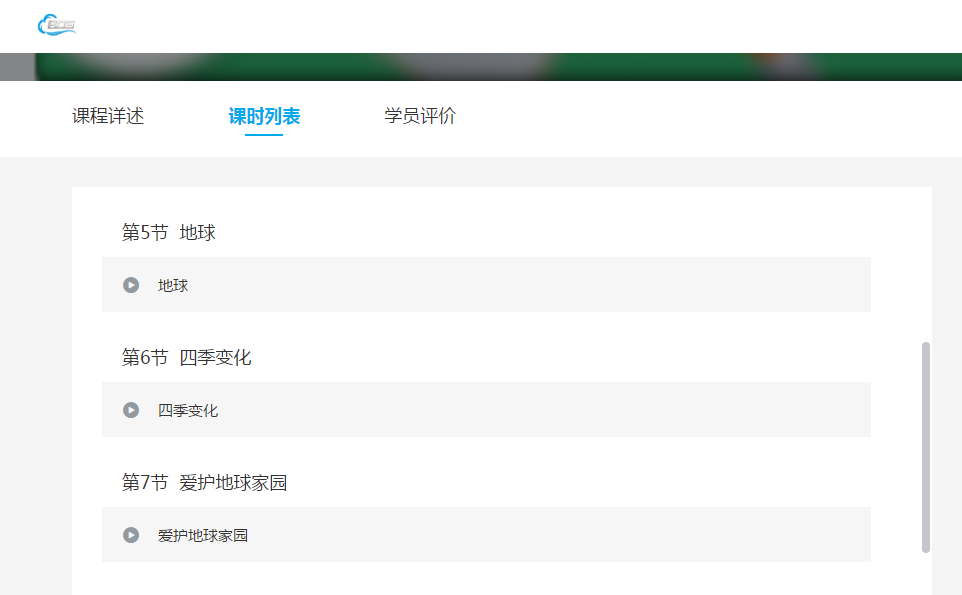 课程详述 课时列表 学员评价
第5节 地球
地球
第6节 四季变化
四季变化
第7节 爱护地球家园
爱护地球家园